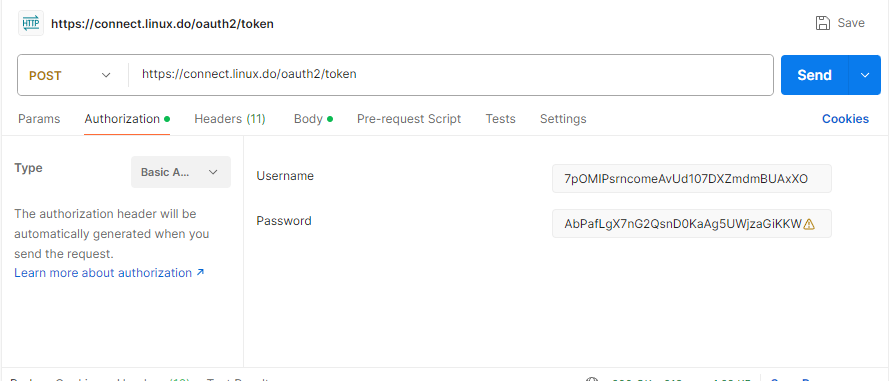 HTTP https://connect.linux.do/oauth2/token Save
POST https://connect.linux.do/oauth2/token Send
Params Authorization Headers (11) Body Pre-request Script Tests Settings Cookies
Type Basic A... Username 7pOMIPsrncomeAvUd107DXZmdmBUAxXO
The authorization header will be Password AbPafLgX7nG2QsnD0KaAg5UWjzaGiKKW
automatically generated when you
send the request.
Learn more about authorization ↗